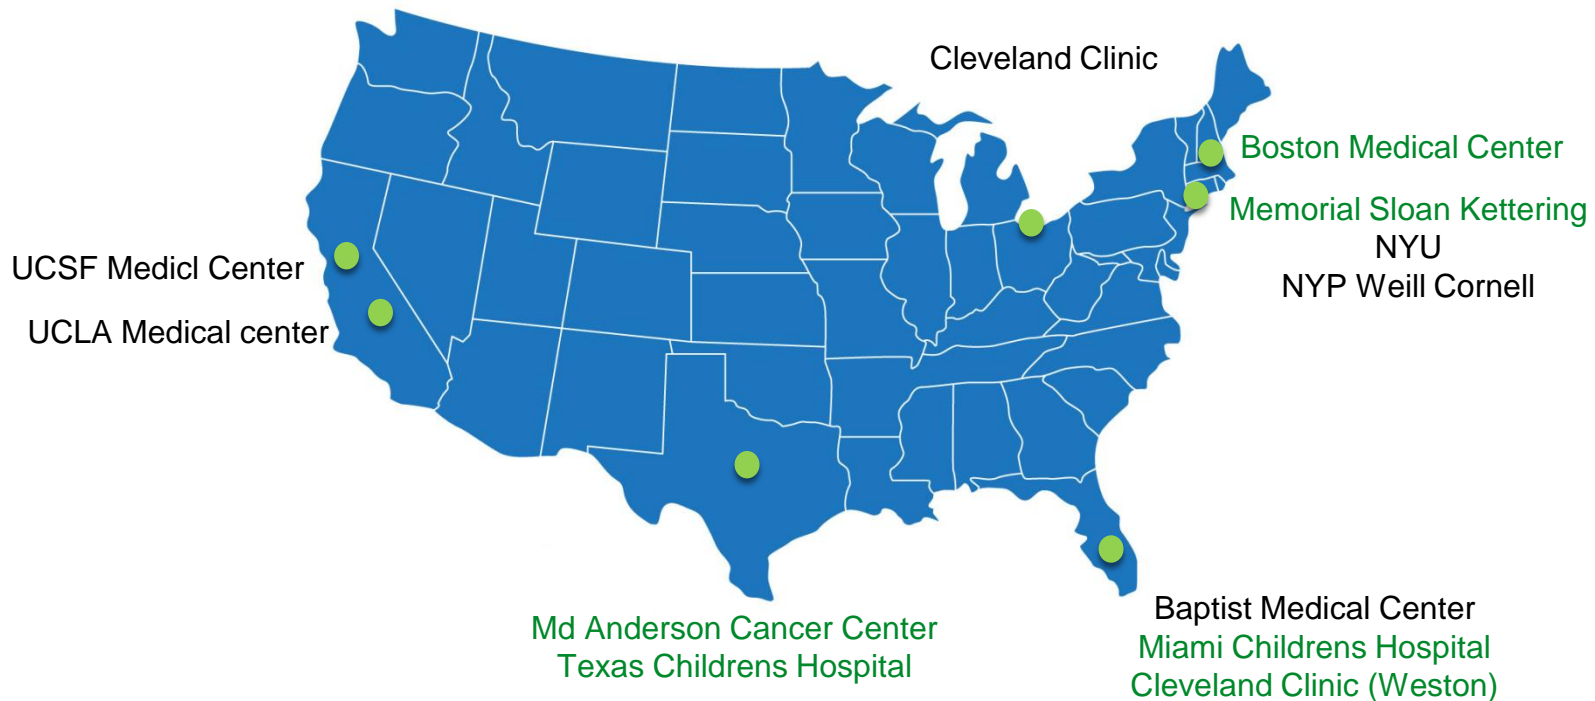 Cleveland Clinic
Boston Medical Center
Memorial Sloan Kettering
NYU
NYP Weill Cornell
UCSF Medicl Center
UCLA Medical center
Md Anderson Cancer Center
Texas Childrens Hospital
Baptist Medical Center
Miami Childrens Hospital
Cleveland Clinic (Weston)